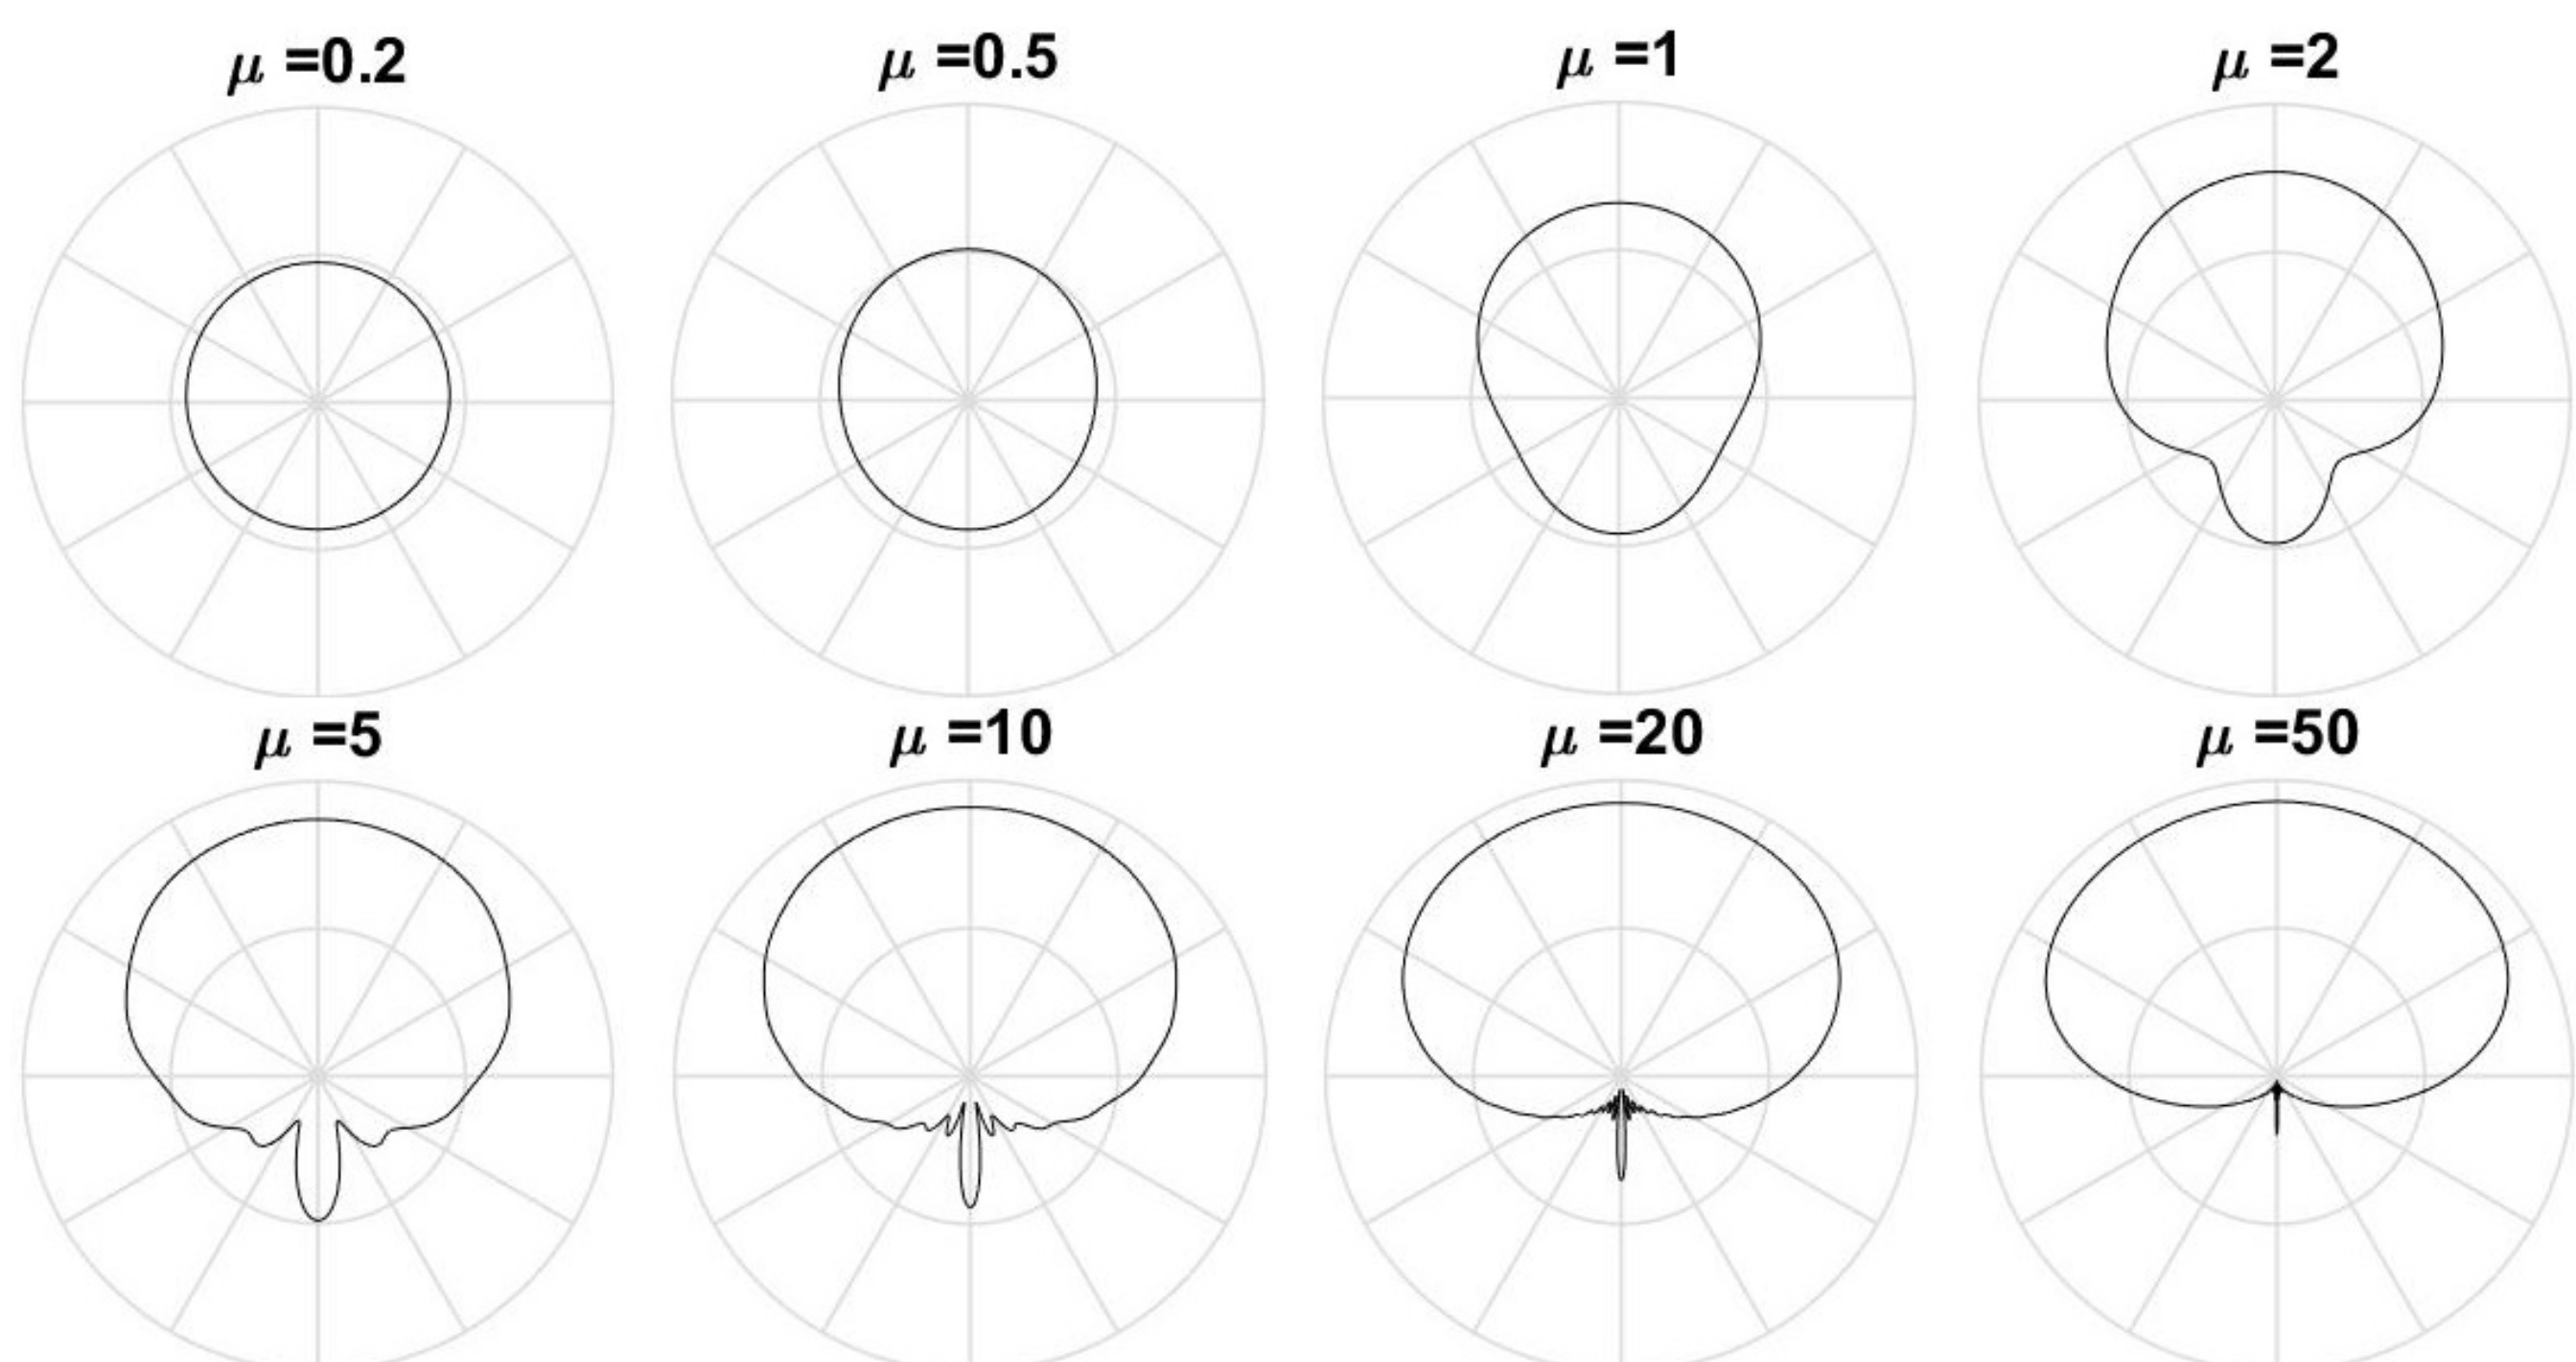 μ =0.2
μ =0.5
μ =1
μ =2
μ =5
μ =10
μ =20
μ =50